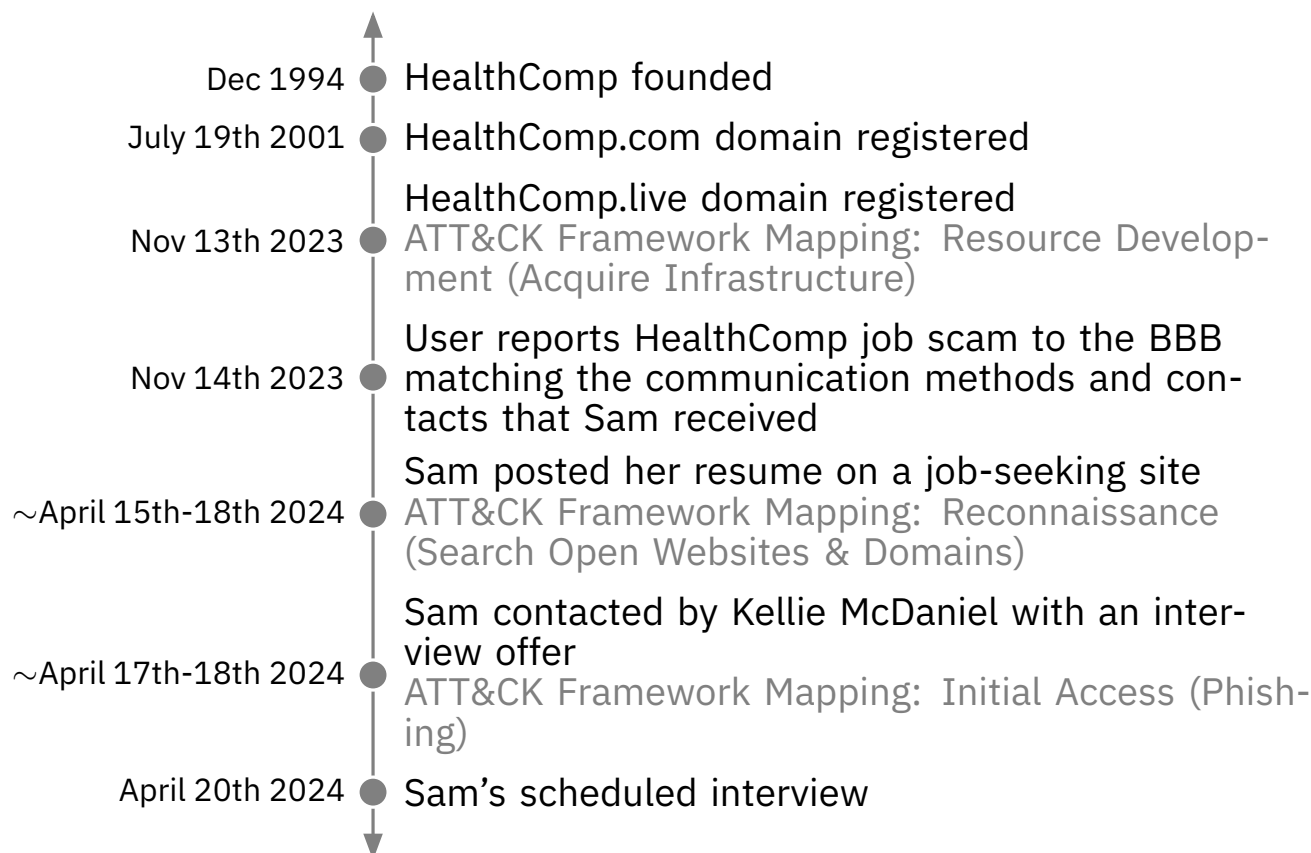 Dec 1994
HealthComp founded
July 19th 2001
HealthComp.com domain registered
Nov 13th 2023
HealthComp.live domain registered
ATT&CK Framework Mapping: Resource Develop-
ment (Acquire Infrastructure)
Nov 14th 2023
User reports HealthComp job scam to the BBB
matching the communication methods and con-
tacts that Sam received
~April 15th-18th 2024
Sam posted her resume on a job-seeking site
ATT&CK Framework Mapping: Reconnaissance
(Search Open Websites & Domains)
~April 17th-18th 2024
Sam contacted by Kellie McDaniel with an inter-
view offer
ATT&CK Framework Mapping: Initial Access (Phish-
ing)
April 20th 2024
Sam’s scheduled interview